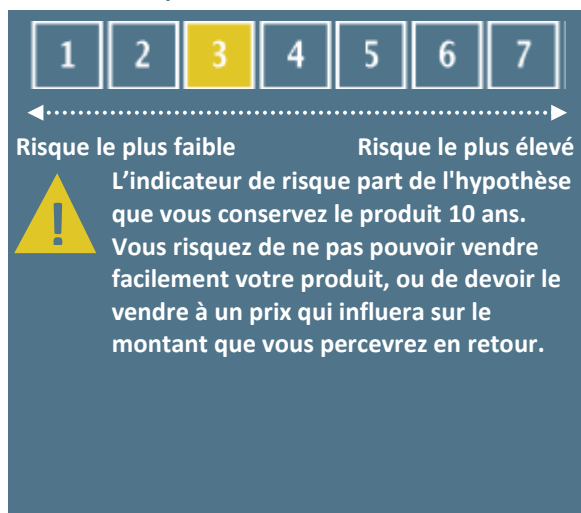 1 2 3 4 5 6 7
Risque le plus faible Risque le plus élevé
!
L’indicateur de risque part de l'hypothèse
que vous conservez le produit 10 ans.
Vous risquez de ne pas pouvoir vendre
facilement votre produit, ou de devoir le
vendre à un prix qui influera sur le
montant que vous percevrez en retour.